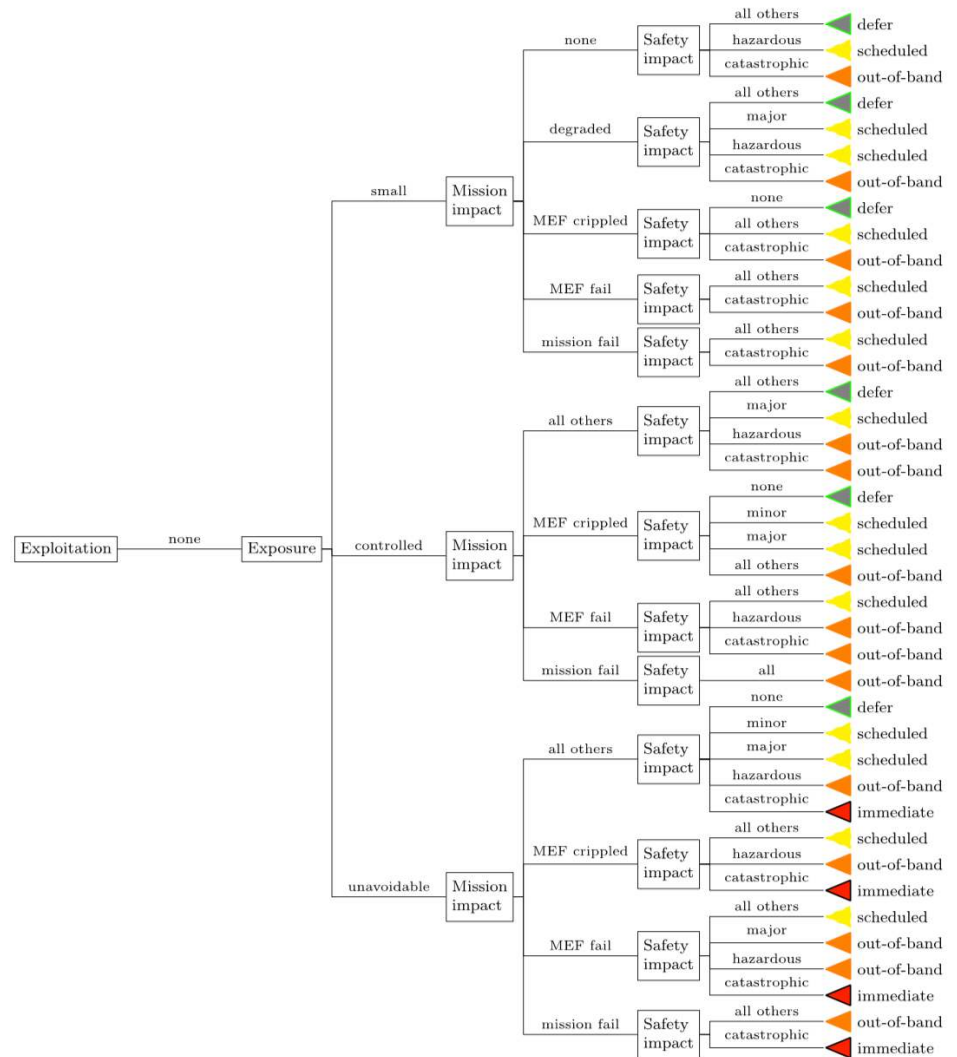 all others
defer
none
Safety
impact
hazardous
scheduled
catastrophic
out-of-band
all others
defer
degraded
Safety
impact
major
scheduled
hazardous
scheduled
catastrophic
out-of-band
small
Mission
impact
none
defer
MEF crippled
Safety
impact
all others
scheduled
catastrophic
out-of-band
MEF fail
Safety
impact
all others
scheduled
catastrophic
out-of-band
mission fail
Safety
impact
all others
scheduled
catastrophic
out-of-band
all others
defer
all others
Safety
impact
major
scheduled
hazardous
out-of-band
catastrophic
out-of-band
none
defer
MEF crippled
Safety
impact
minor
scheduled
major
scheduled
all others
out-of-band
Exploitation
none
Exposure
controlled
Mission
impact
all others
scheduled
MEF fail
Safety
impact
hazardous
out-of-band
catastrophic
out-of-band
mission fail
Safety
impact
all
out-of-band
none
defer
all others
Safety
impact
minor
scheduled
major
scheduled
hazardous
out-of-band
catastrophic
immediate
all others
scheduled
MEF crippled
Safety
impact
hazardous
out-of-band
catastrophic
immediate
unavoidable
Mission
impact
all others
scheduled
MEF fail
Safety
impact
major
out-of-band
hazardous
out-of-band
catastrophic
immediate
mission fail
Safety
impact
all others
out-of-band
catastrophic
immediate